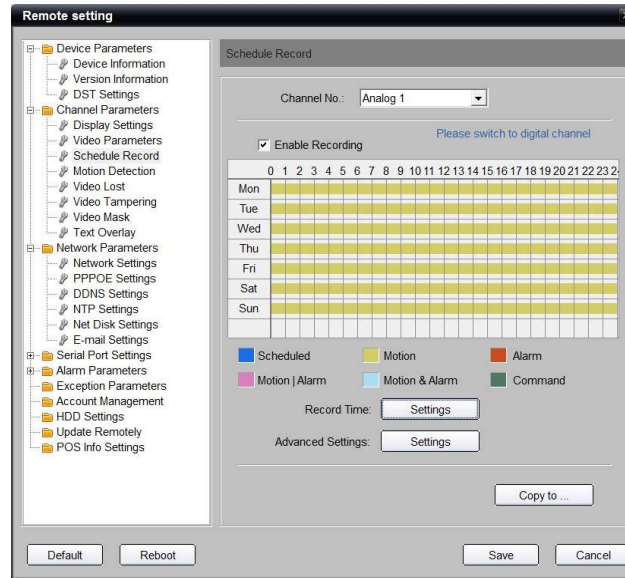 Remote setting
Device Parameters
Device Information
Version Information
DST Settings
Channel Parameters
Display Settings
Video Parameters
Schedule Record
Motion Detection
Video Lost
Video Tampering
Video Mask
Text Overlay
Network Parameters
Network Settings
PPPOE Settings
DDNS Settings
NTP Settings
Net Disk Settings
E-mail Settings
Serial Port Settings
Alarm Parameters
Exception Parameters
Account Management
HDD Settings
Update Remotely
POS Info Settings
Default Reboot
Schedule Record
Channel No.: Analog 1
Please switch to digital channel
Enable Recording
0 1 2 3 4 5 6 7 8 9 10 11 12 13 14 15 16 17 18 19 20 21 22 23 2
Mon
Tue
Wed
Thu
Fri
Sat
Sun
Scheduled Motion Alarm
Motion | Alarm Motion & Alarm Command
Record Time: Settings
Advanced Settings: Settings
Copy to ...
Save Cancel